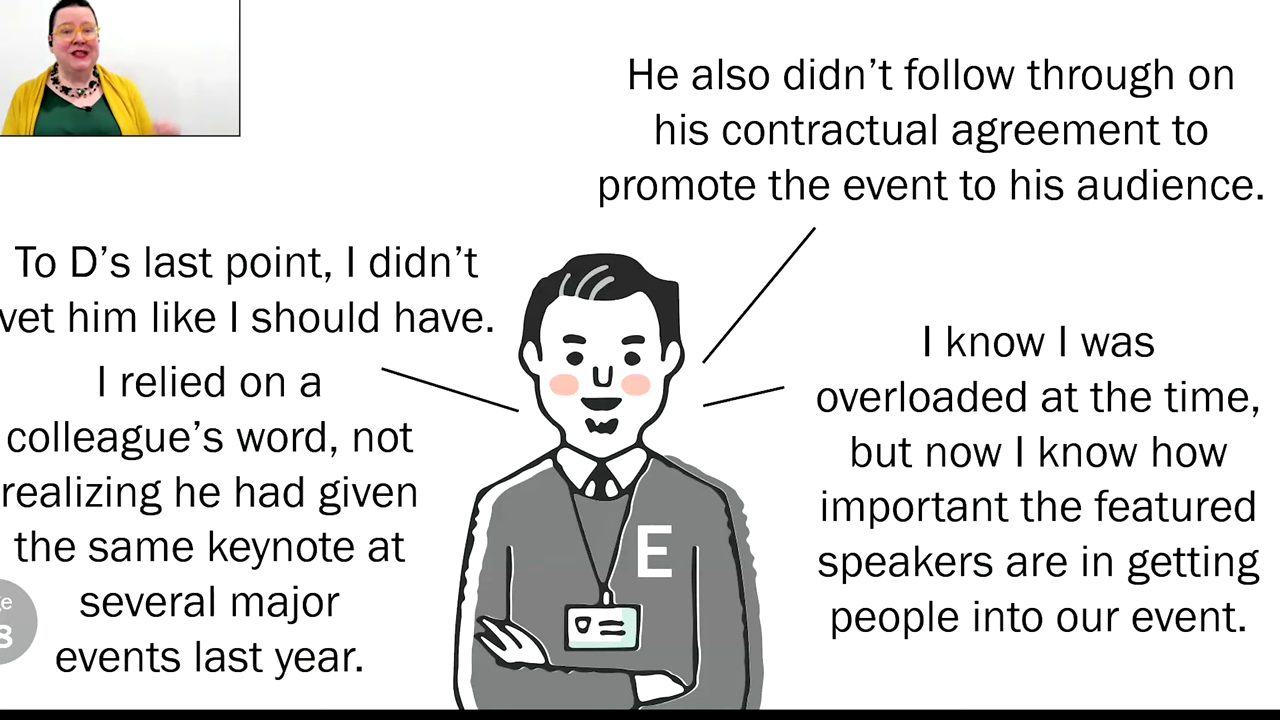 He also didn’t follow through on
his contractual agreement to
promote the event to his audience.
To D’s last point, I didn’t
vet him like I should have.
I relied on a
colleague’s word, not
realizing he had given
the same keynote at
several major
events last year.
I know I was
overloaded at the time,
but now I know how
important the featured
speakers are in getting
people into our event.
E
8